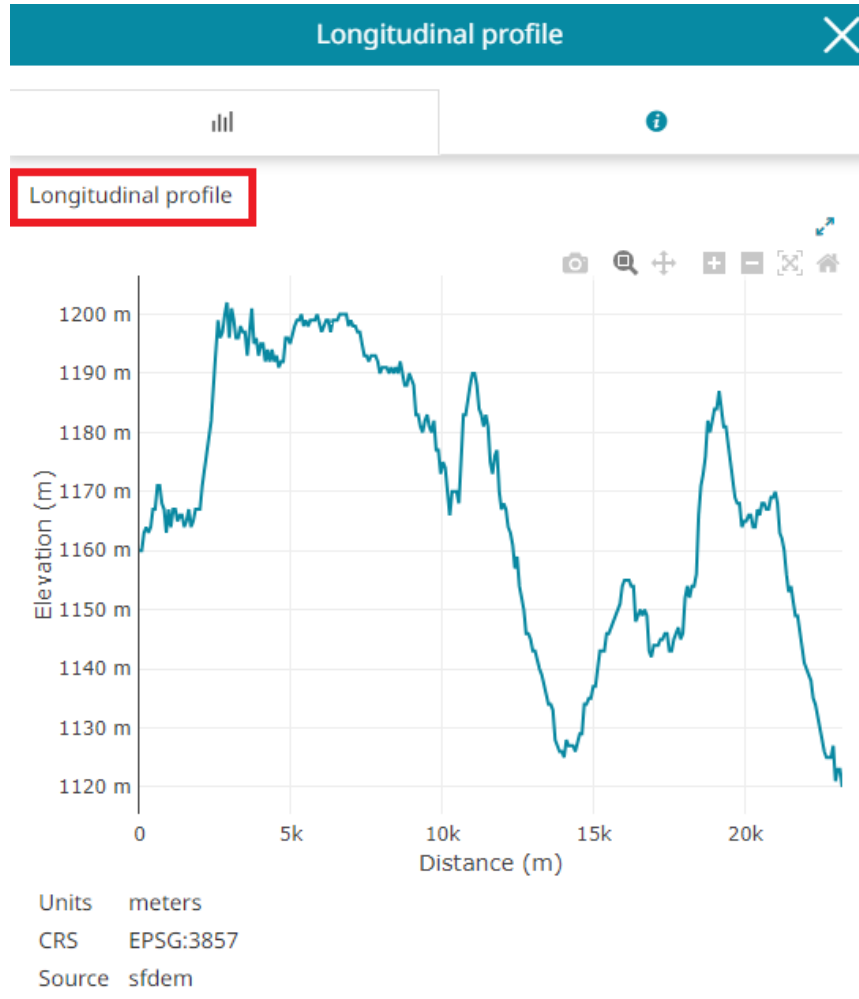 Longitudinal profile
Longitudinal profile
1200 m
1190 m
1180 m
1170 m
1160 m
1150 m
1140 m
1130 m
1120 m
Elevation (m)
0 5k 10k 15k 20k
Distance (m)
Units meters
CRS EPSG:3857
Source sfdem